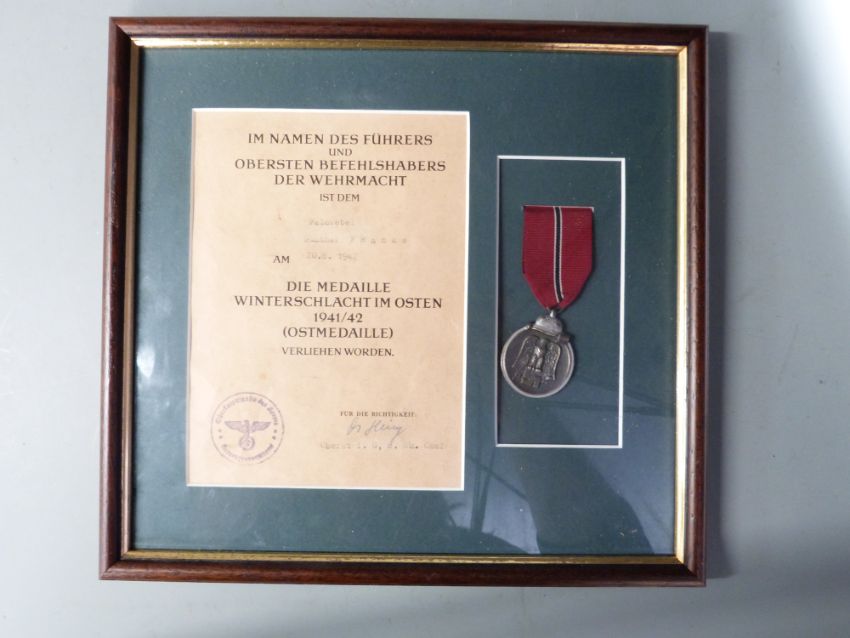 IM NAMEN DES FÜHRERS
UND
OBERSTEN BEFEHLSHABERS
DER WEHRMACHT
IST DEM
AM
DIE MEDAILLE
WINTERSCHLACHT IM OSTEN
1941/42
(OSTMEDAILLE)
VERLIEHEN WORDEN.
FÜR DIE RICHTIGKEIT:
Oberst i. G.